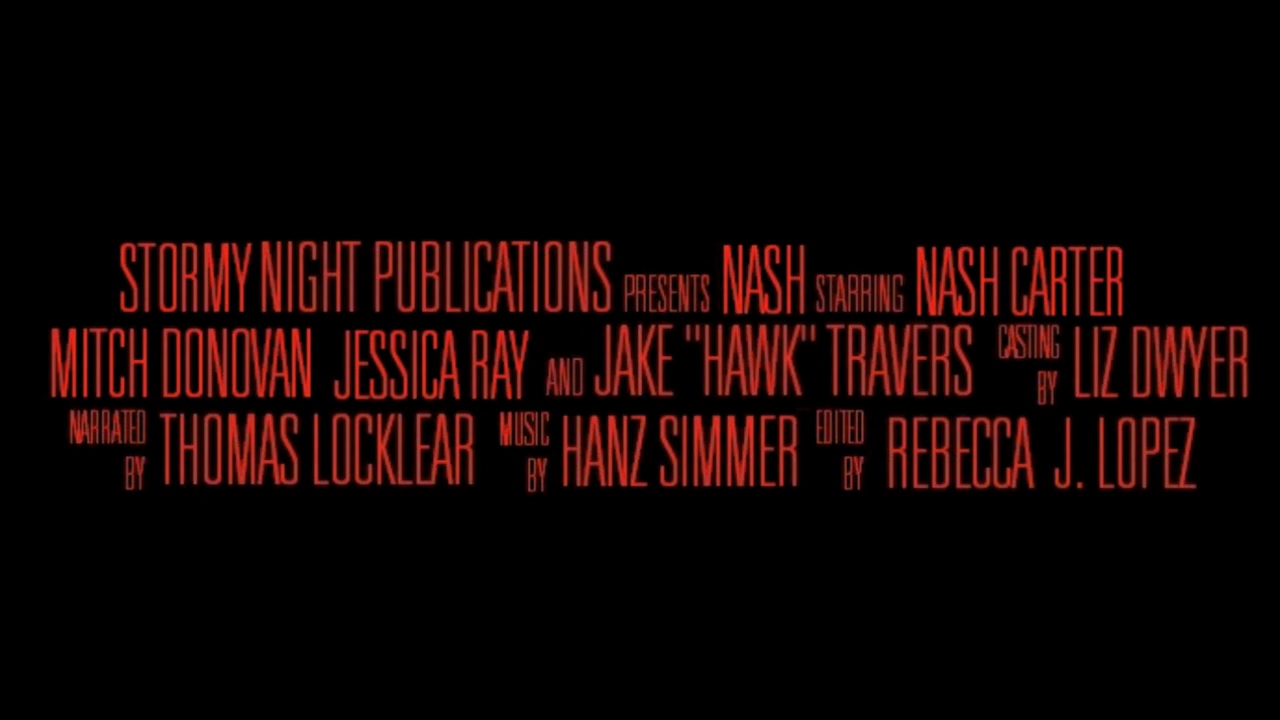 STORMY NIGHT PUBLICATIONS PRESENTS NASH STARRING NASH CARTER
MITCH DONOVAN JESSICA RAY AND JAKE "HAWK" TRAVERS CASTING BY LIZ DWYER
NARRATED BY THOMAS LOCKLEAR MUSIC BY HANZ SIMMER EDITED BY REBECCA J. LOPEZ